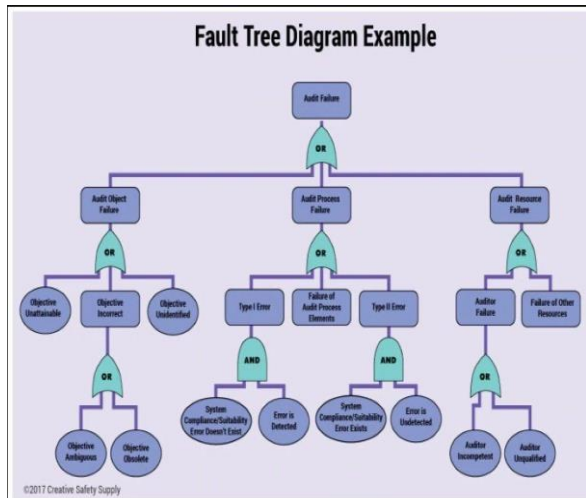 Fault Tree Diagram Example
Audit Failure
OR
Audit Object
Failure
Audit Process
Failure
Audit Resource
Failure
OR
OR
OR
Objective
Unattainable
Objective
Incorrect
Objective
Unidentified
Type I Error
Failure of
Audit Process
Elements
Type II Error
Auditor
Failure
Failure of Other
Resources
OR
AND
AND
OR
Objective
Ambiguous
Objective
Obsolete
System
Compliance/Suitability
Error Doesn't Exist
Error is
Detected
System
Compliance/Suitability
Error Exists
Error is
Undetected
Auditor
Incompetent
Auditor
Unqualified
©2017 Creative Safety Supply